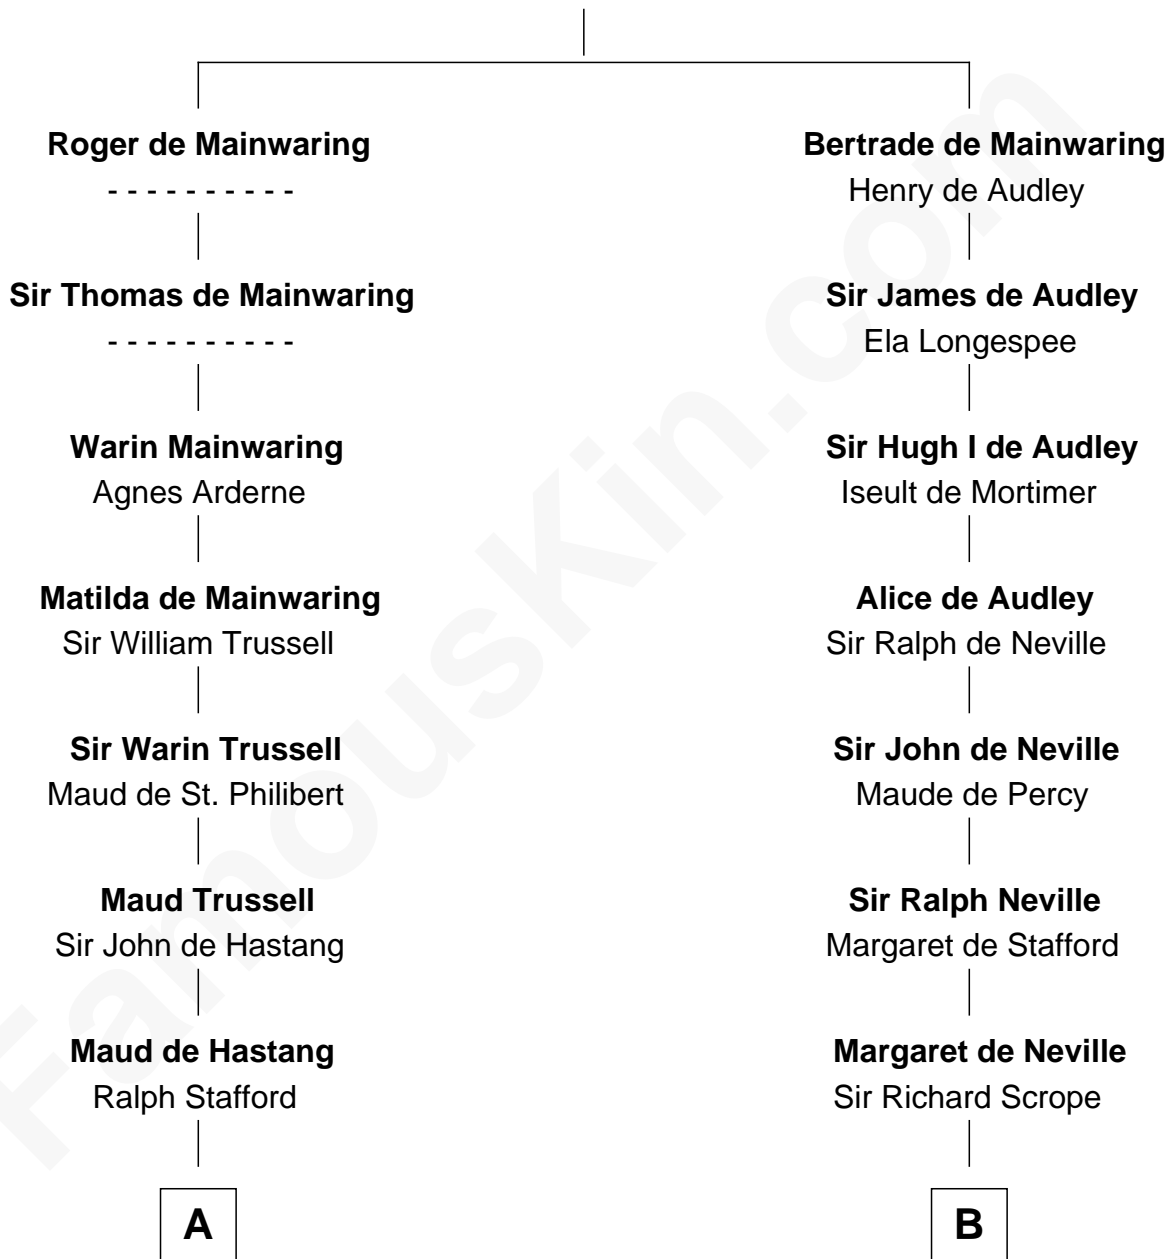 Roger de Mainwaring
- - - - - - - - - -
Sir Thomas de Mainwaring
- - - - - - - - - -
Warin Mainwaring
Agnes Arderne
Matilda de Mainwaring
Sir William Trussell
Sir Warin Trussell
Maud de St. Philibert
Maud Trussell
Sir John de Hastang
Maud de Hastang
Ralph Stafford
A
Bertrade de Mainwaring
Henry de Audley
Sir James de Audley
Ela Longespee
Sir Hugh I de Audley
Iseult de Mortimer
Alice de Audley
Sir Ralph de Neville
Sir John de Neville
Maude de Percy
Sir Ralph Neville
Margaret de Stafford
Margaret de Neville
Sir Richard Scrope
B
FamousKin.com